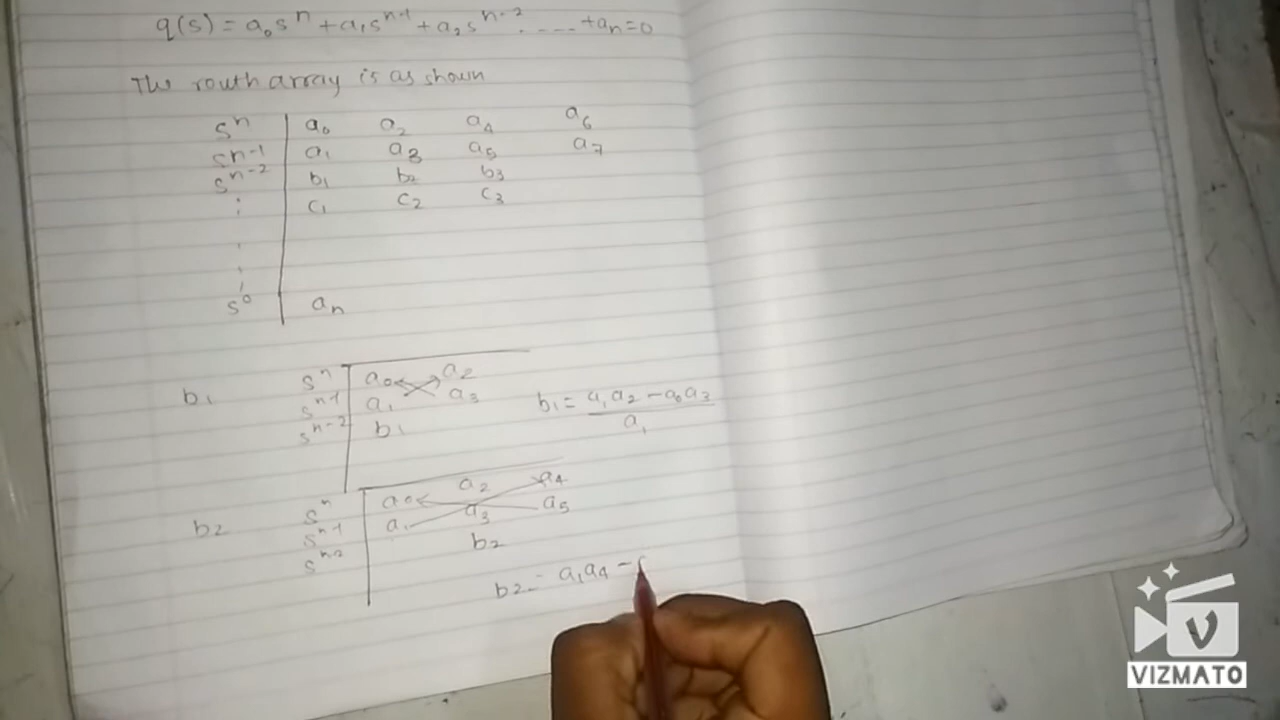 q(s) = a₀sⁿ + a₁sⁿ⁻¹ + a₂sⁿ⁻² . ---- + aₙ = 0
The routh array is as shown
sⁿ a₀ a₂ a₄ a₆
sⁿ⁻¹ a₁ a₃ a₅ a₇
sⁿ⁻² b₁ b₂ b₃
c₁ c₂ c₃
s⁰ aₙ
b₁
sⁿ a₀ a₂
sⁿ⁻¹ a₁ a₃
sⁿ⁻² b₁
b₁ = a₁a₂ - a₀a₃
a₁
b₂
sⁿ a₀ a₂ a₄
sⁿ⁻¹ a₁ a₃ a₅
sⁿ⁻² b₂
b₂ = a₁a₄ -
VIZMATO